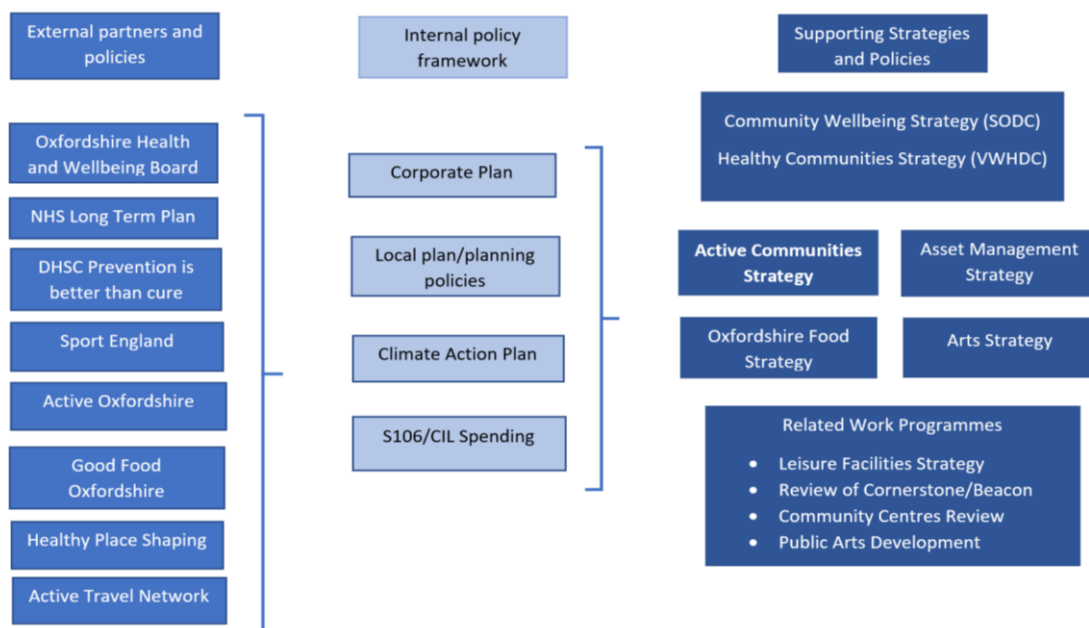 External partners and
policies
Oxfordshire Health
and Wellbeing Board
NHS Long Term Plan
DHSC Prevention is
better than cure
Sport England
Active Oxfordshire
Good Food
Oxfordshire
Healthy Place Shaping
Active Travel Network
Internal policy
framework
Corporate Plan
Local plan/planning
policies
Climate Action Plan
S106/CIL Spending
Supporting Strategies
and Policies
Community Wellbeing Strategy (SODC)
Healthy Communities Strategy (VWHDC)
Active Communities
Strategy
Asset Management
Strategy
Oxfordshire Food
Strategy
Arts Strategy
Related Work Programmes
• Leisure Facilities Strategy
• Review of Cornerstone/Beacon
• Community Centres Review
• Public Arts Development